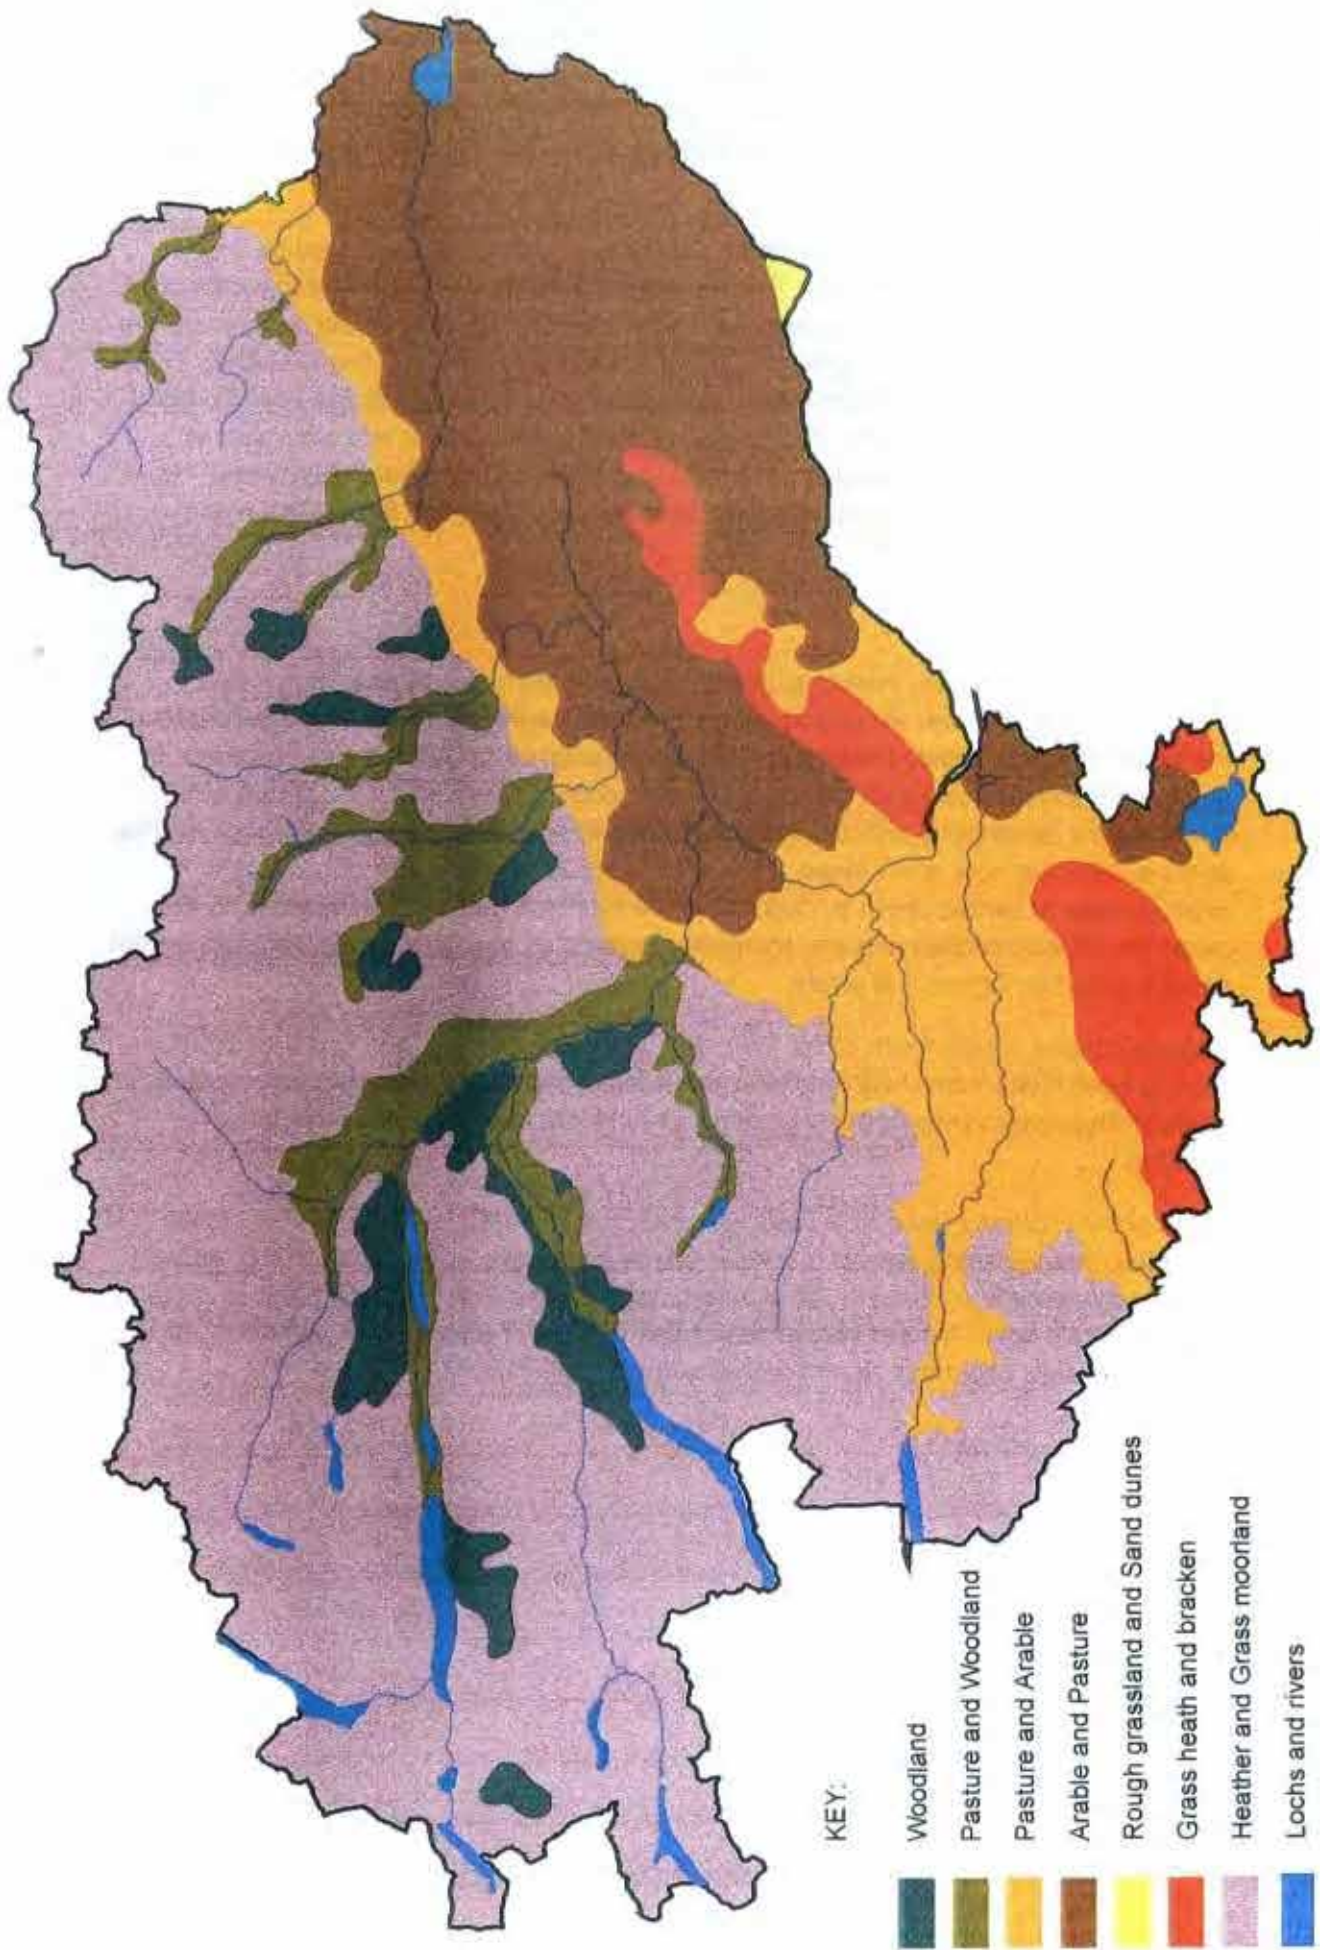 KEY:
Woodland
Pasture and Woodland
Pasture and Arable
Arable and Pasture
Rough grassland and Sand dunes
Grass heath and bracken
Heather and Grass moorland
Lochs and rivers